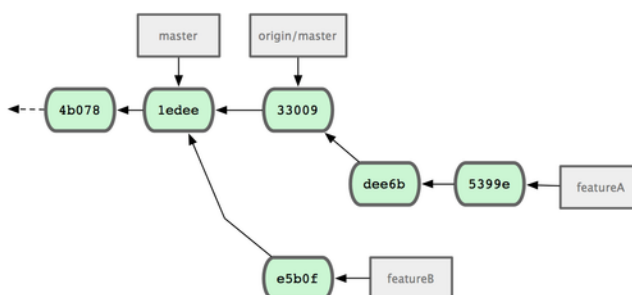 master
origin/master
4b078
1edee
33009
dee6b
5399e
featureA
e5b0f
featureB